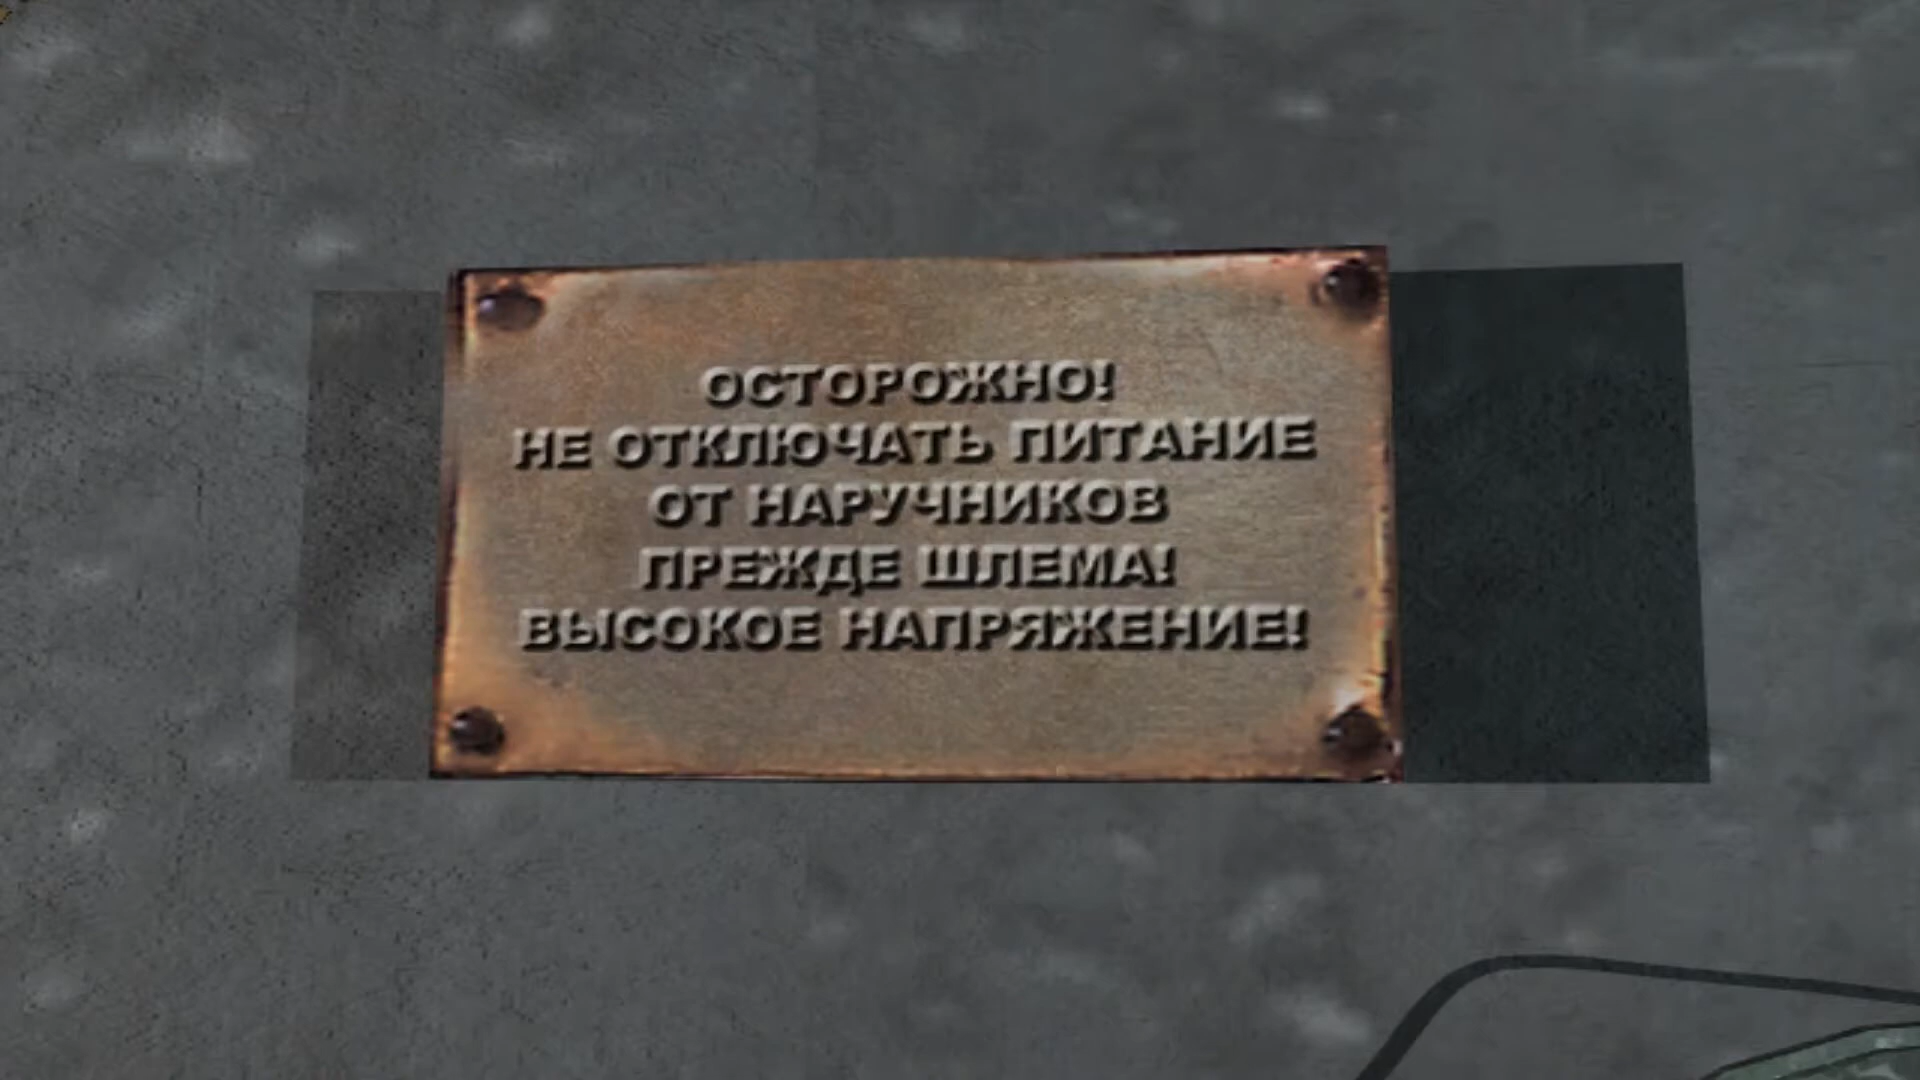 ОСТОРОЖНО!
НЕ ОТКЛЮЧАТЬ ПИТАНИЕ
ОТ НАРУЧНИКОВ
ПРЕЖДЕ ШЛЕМА!
ВЫСОКОЕ НАПРЯЖЕНИЕ!